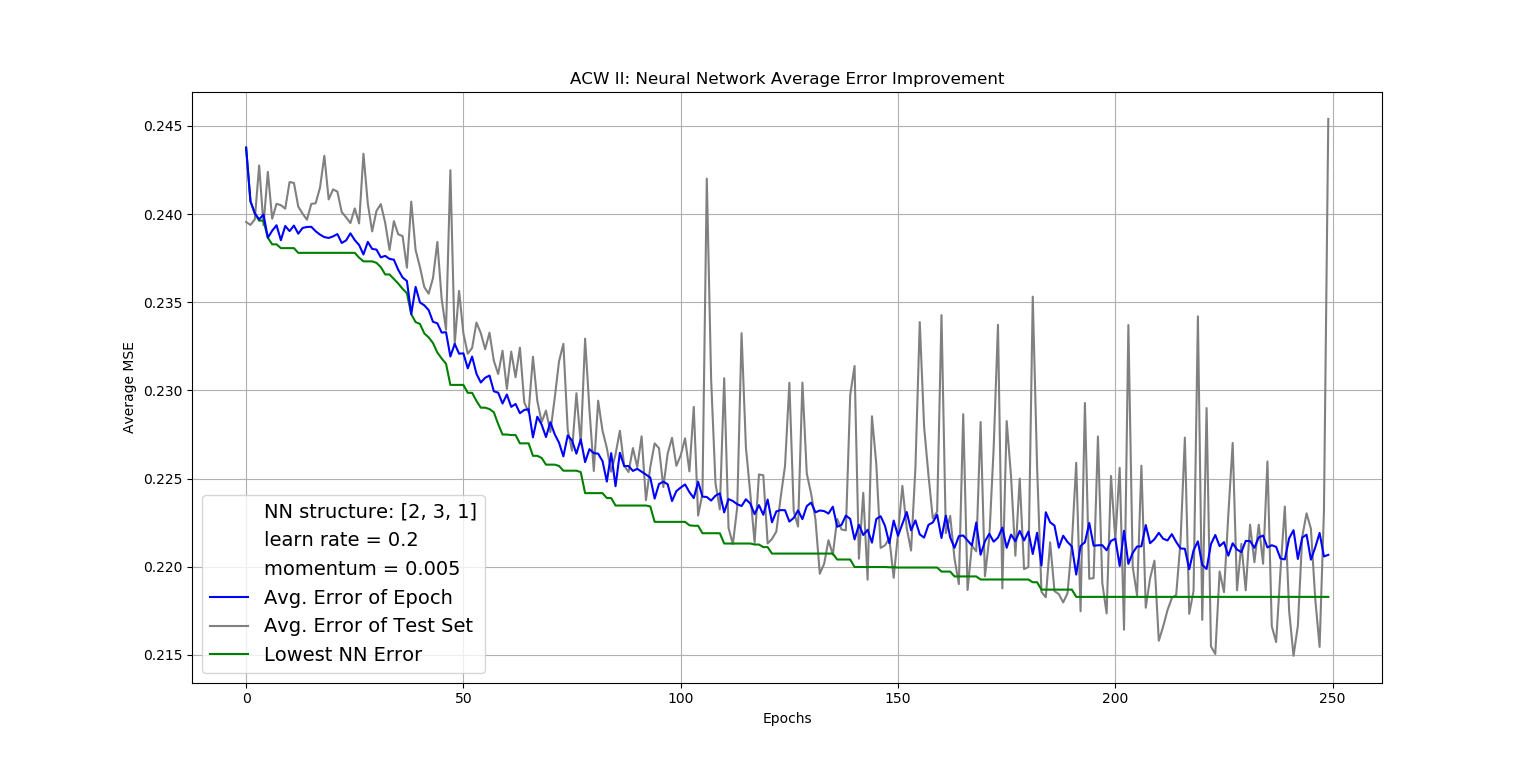 ACW II: Neural Network Average Error Improvement
Average MSE
0.245
0.240
0.235
0.230
0.225
0.220
0.215
NN structure: [2, 3, 1]
learn rate = 0.2
momentum = 0.005
Avg. Error of Epoch
Avg. Error of Test Set
Lowest NN Error
0 50 100 150 200 250
Epochs